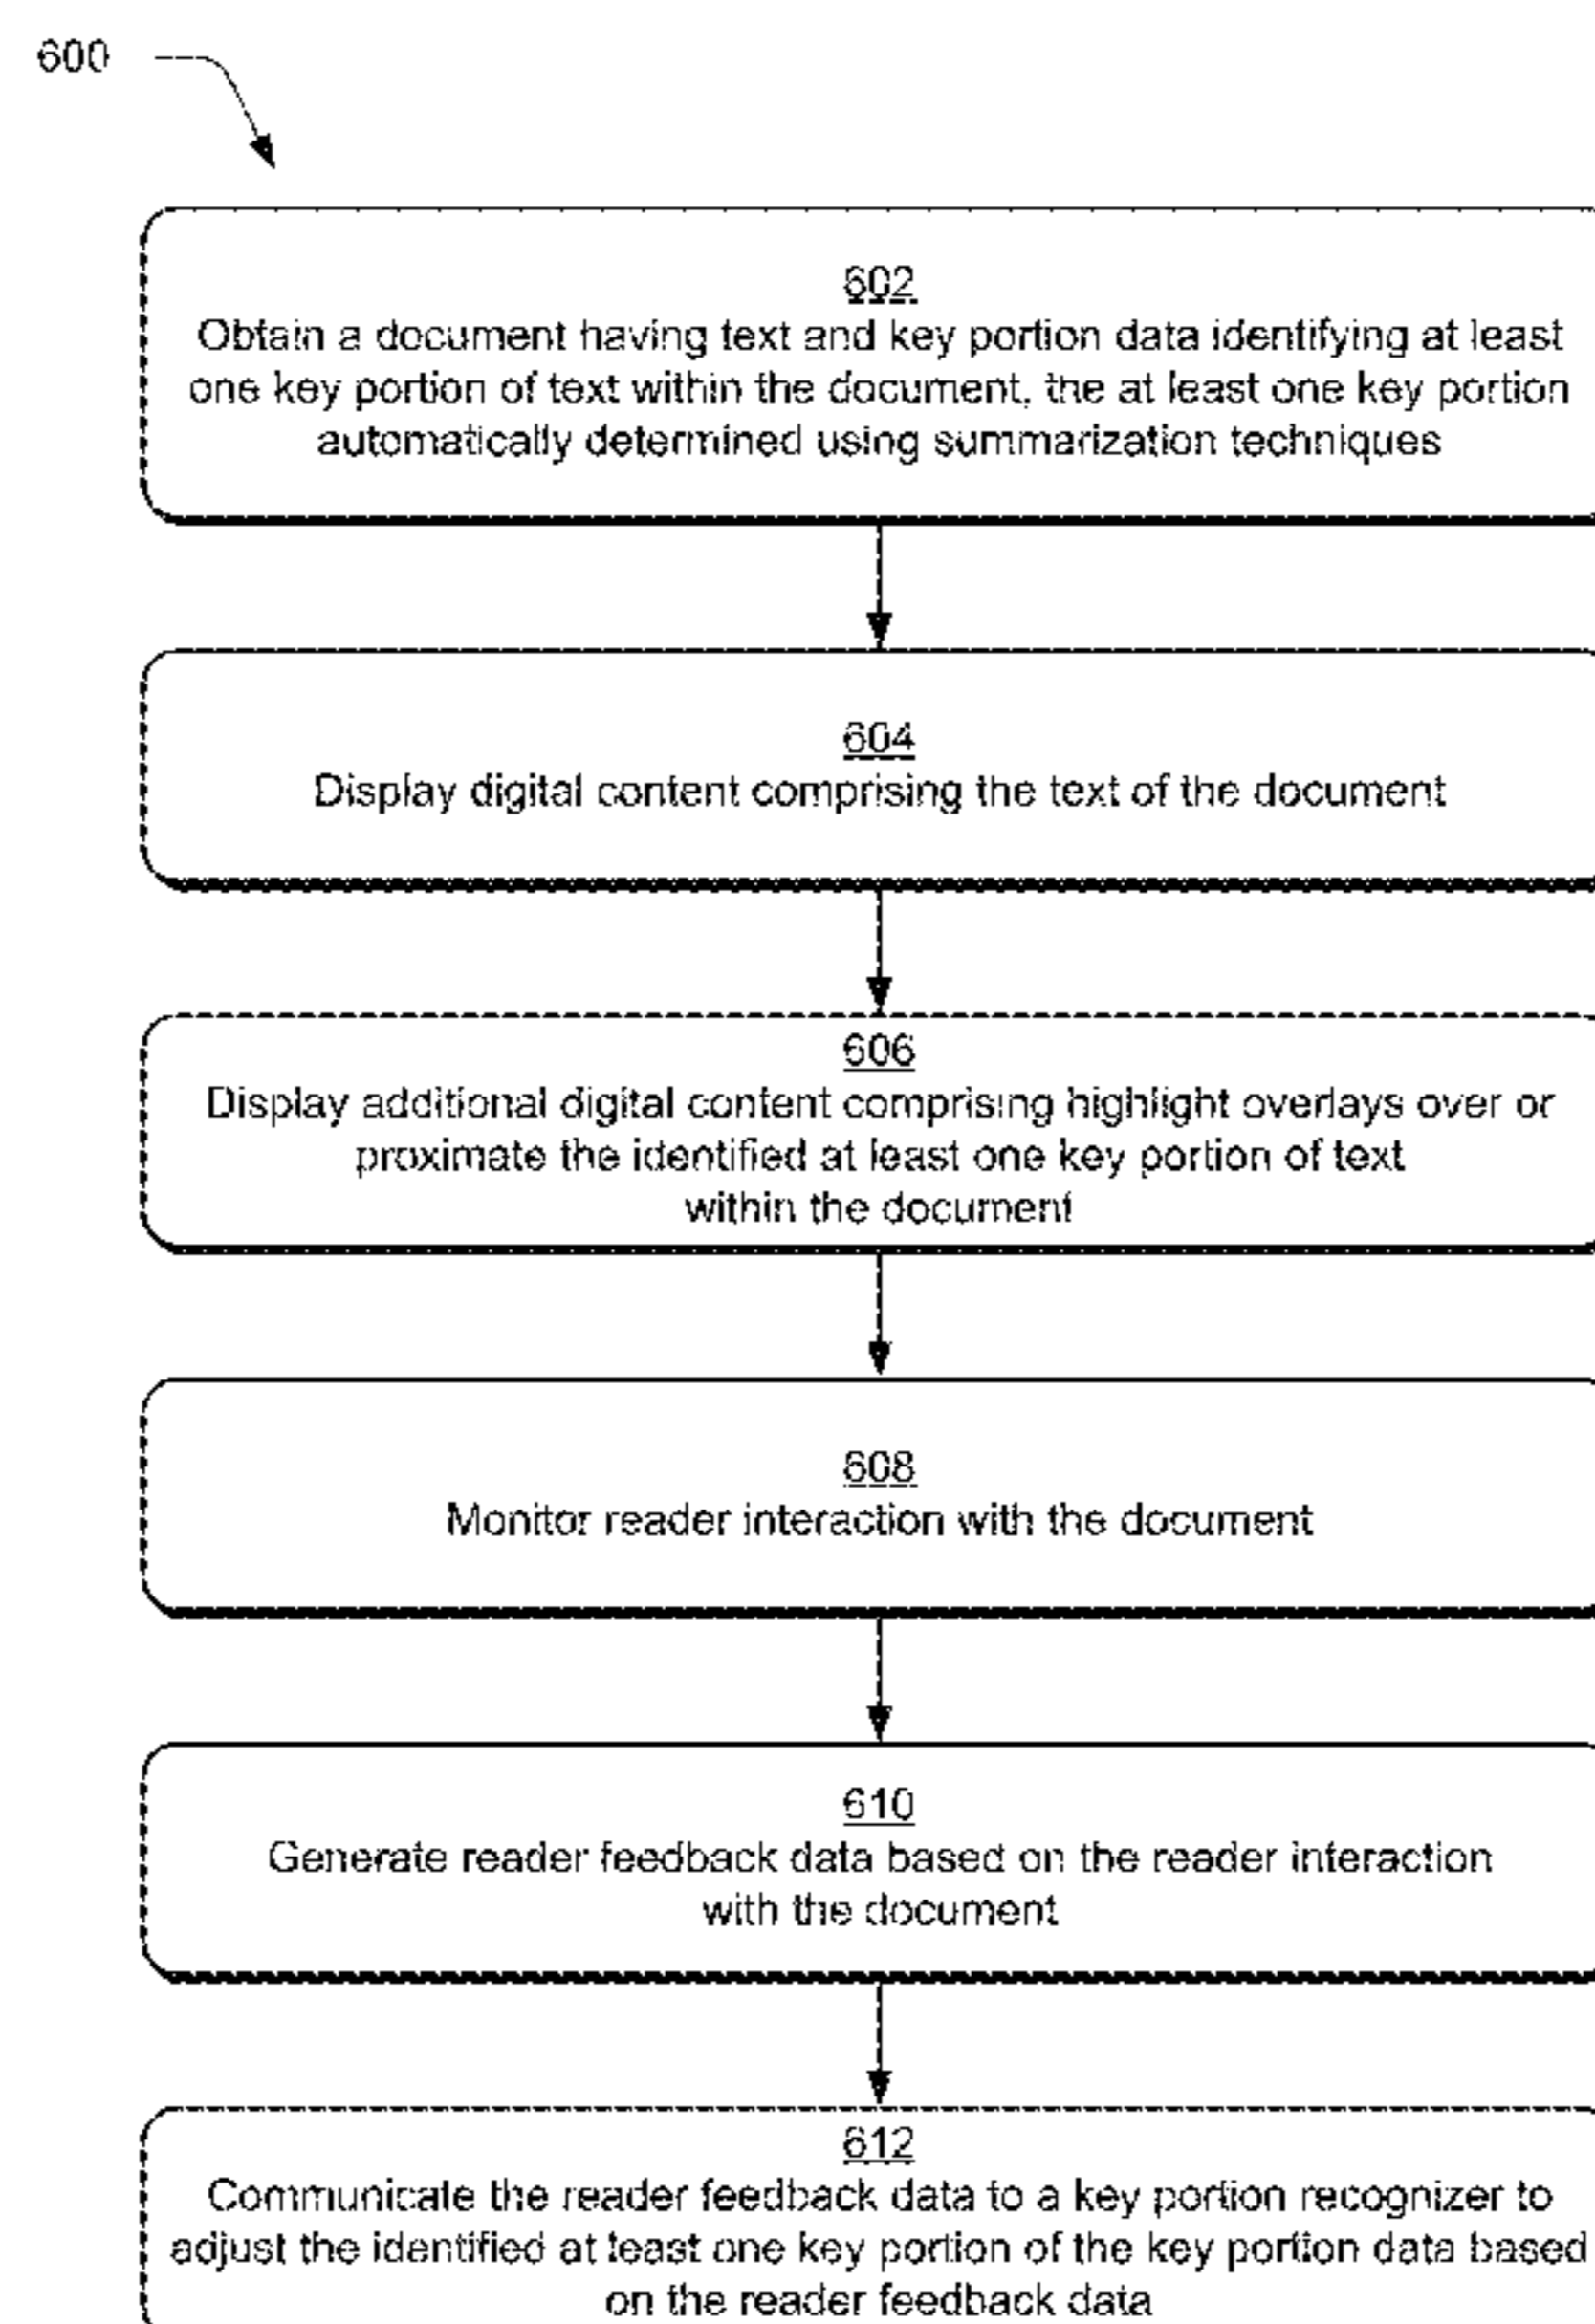 600
602
Obtain a document having text and key portion data identifying at least
one key portion of text within the document, the at least one key portion
automatically determined using summarization techniques
604
Display digital content comprising the text of the document
606
Display additional digital content comprising highlight overlays over or
proximate the identified at least one key portion of text
within the document
608
Monitor reader interaction with the document
610
Generate reader feedback data based on the reader interaction
with the document
612
Communicate the reader feedback data to a key portion recognizer to
adjust the identified at least one key portion of the key portion data based
on the reader feedback data